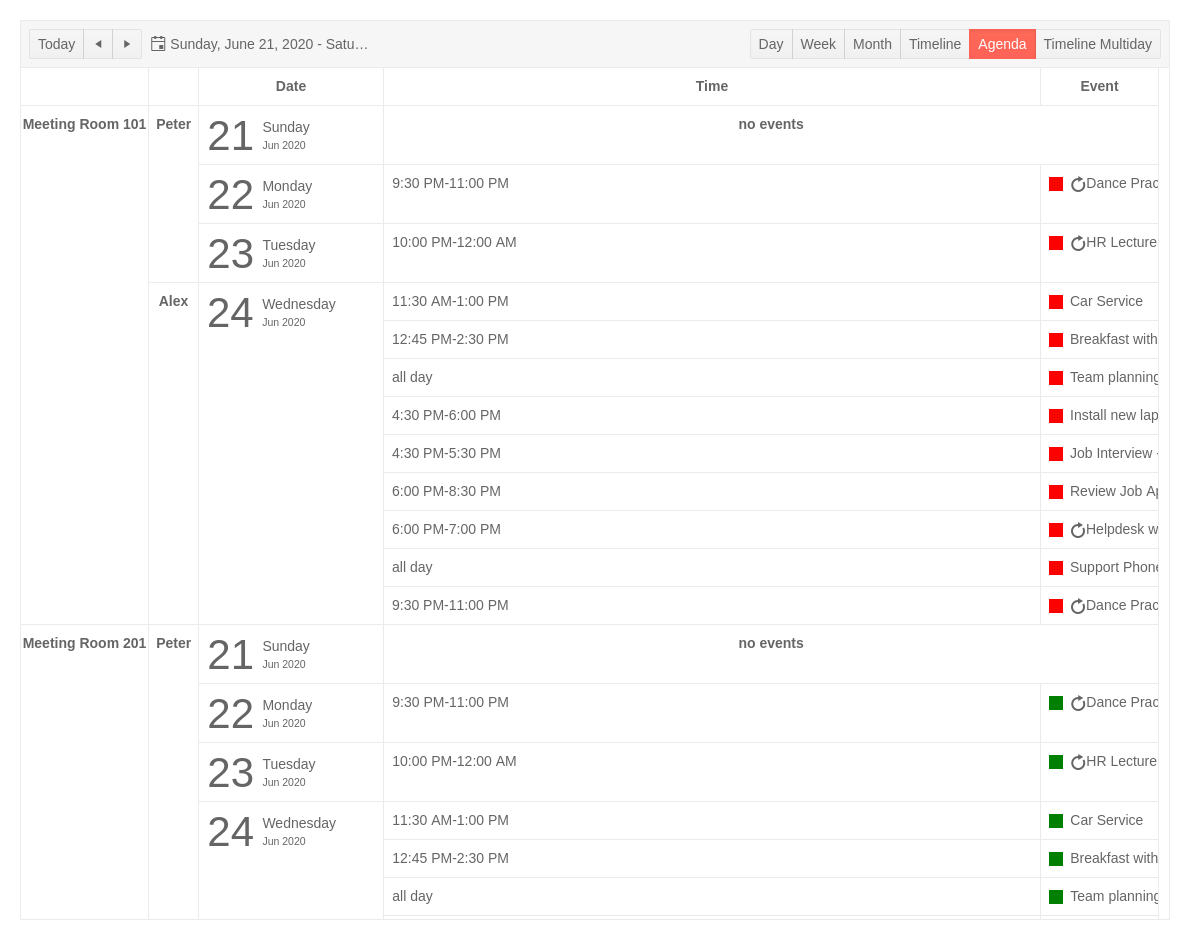 Today Sunday, June 21, 2020 - Satu… Day Week Month Timeline Agenda Timeline Multiday
Date Time Event
Meeting Room 101 Peter 21 Sunday no events
Jun 2020
22 Monday 9:30 PM-11:00 PM Dance Prac
Jun 2020
23 Tuesday 10:00 PM-12:00 AM HR Lecture
Jun 2020
Alex 24 Wednesday 11:30 AM-1:00 PM Car Service
Jun 2020
12:45 PM-2:30 PM Breakfast with
all day Team planning
4:30 PM-6:00 PM Install new lap
4:30 PM-5:30 PM Job Interview -
6:00 PM-8:30 PM Review Job Ap
6:00 PM-7:00 PM Helpdesk w
all day Support Phone
9:30 PM-11:00 PM Dance Prac
Meeting Room 201 Peter 21 Sunday no events
Jun 2020
22 Monday 9:30 PM-11:00 PM Dance Prac
Jun 2020
23 Tuesday 10:00 PM-12:00 AM HR Lecture
Jun 2020
24 Wednesday 11:30 AM-1:00 PM Car Service
Jun 2020
12:45 PM-2:30 PM Breakfast with
all day Team planning